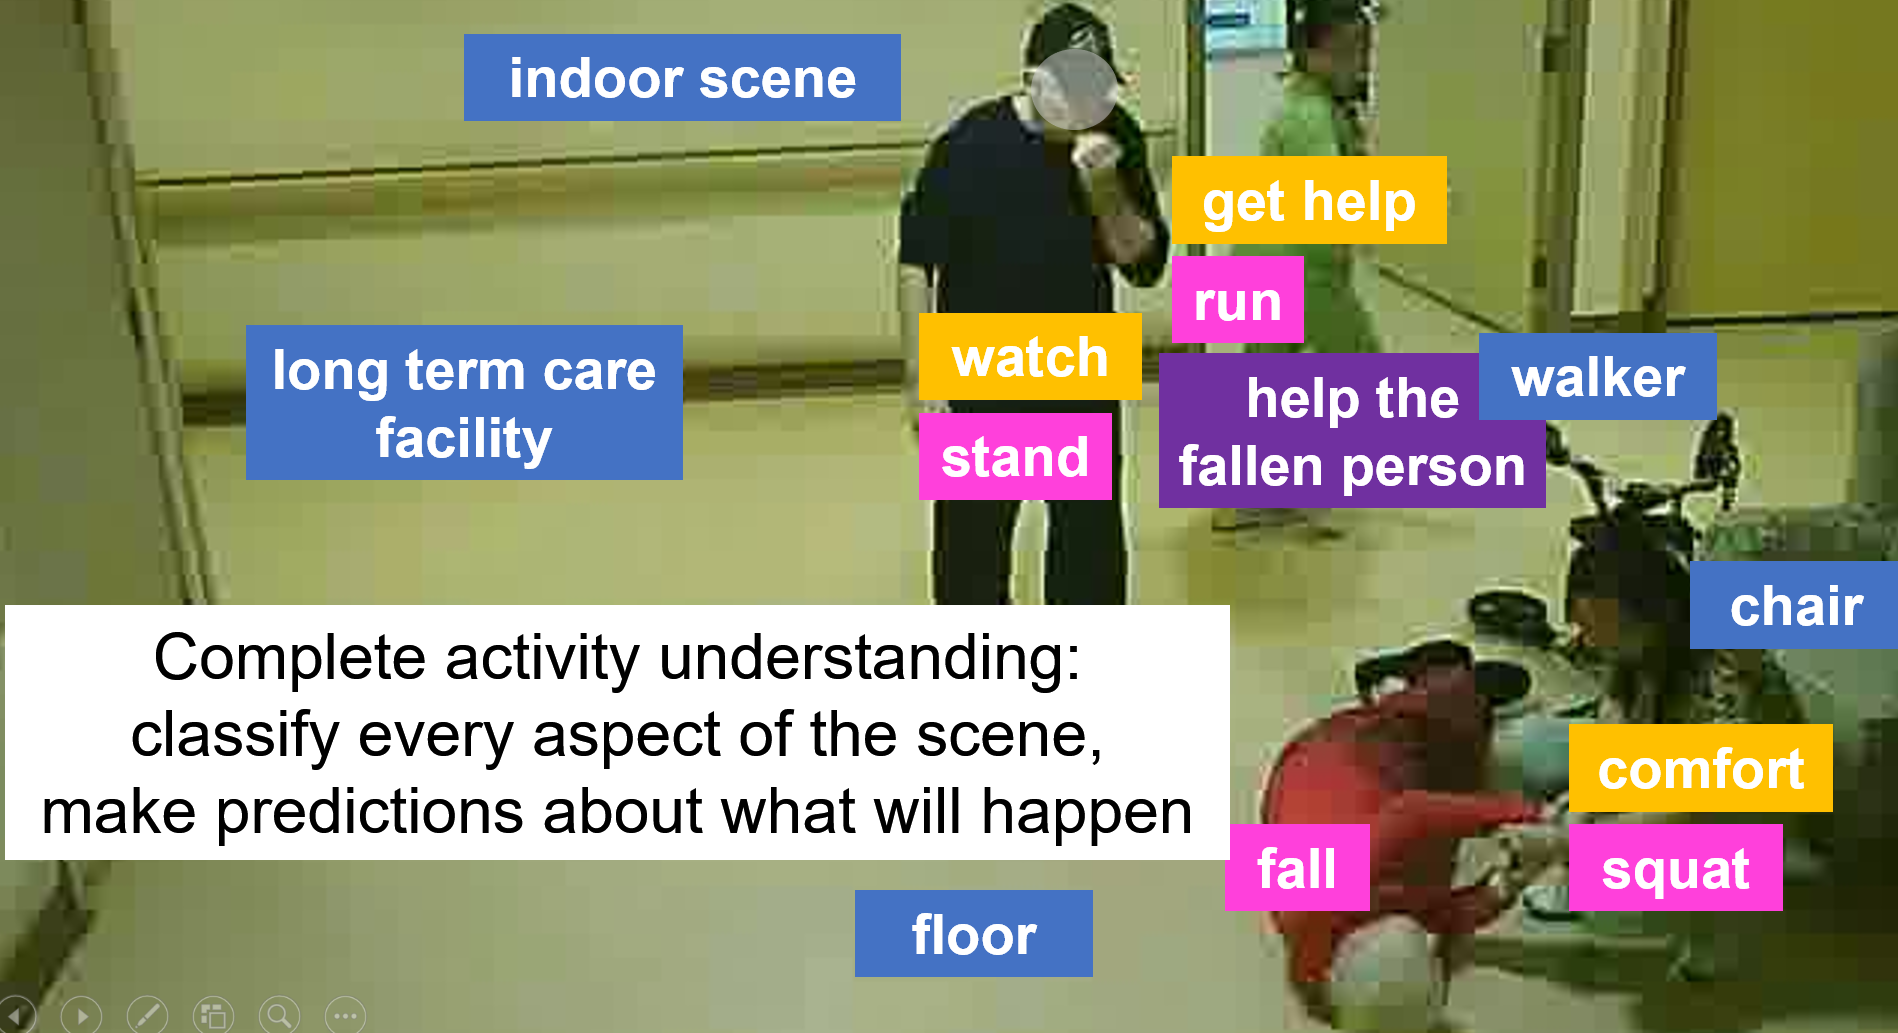 indoor scene
get help
run
long term care
facility
watch
stand
help the
fallen person
walker
chair
Complete activity understanding:
classify every aspect of the scene,
make predictions about what will happen
comfort
fall
squat
floor